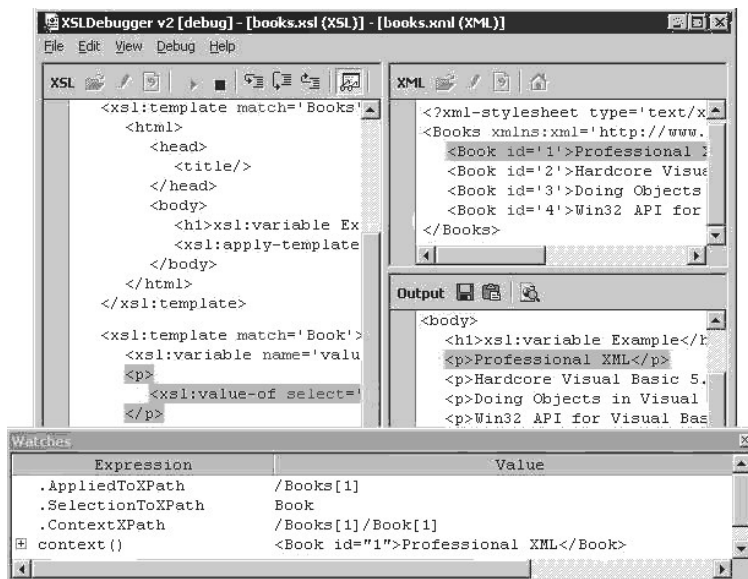 XSLDebugger v2 [debug] - [books.xsl (XSL)] - [books.xml (XML)]
File Edit View Debug Help
XSL
<xsl:template match='Books'
<html>
<head>
<title/>
</head>
<body>
<h1>xsl:variable Ex
<xsl:apply-template
</body>
</html>
</xsl:template>
<xsl:template match='Book'>
<xsl:variable name='valu
<p>
<xsl:value-of select='
</p>
XML
<?xml-stylesheet type='text/x
<Books xmlns:xml='http://www.
<Book id='1'>Professional
<Book id='2'>Hardcore Visua
<Book id='3'>Doing Objects
<Book id='4'>Win32 API for
</Books>
Output
<body>
<h1>xsl:variable Example</h
<p>Professional XML</p>
<p>Hardcore Visual Basic 5.
<p>Doing Objects in Visual
<p>Win32 API for Visual Bas
Watches
Expression Value
.AppliedToXPath /Books[1]
.SelectionToXPath Book
.ContextXPath /Books[1]/Book[1]
context() <Book id="1">Professional XML</Book>